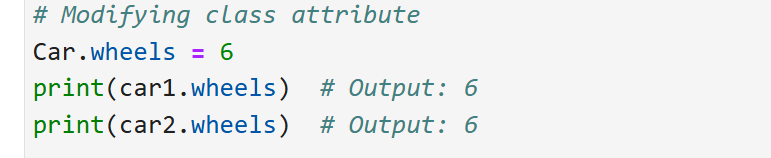 # Modifying class attribute
Car.wheels = 6
print(car1.wheels)  # Output: 6
print(car2.wheels)  # Output: 6